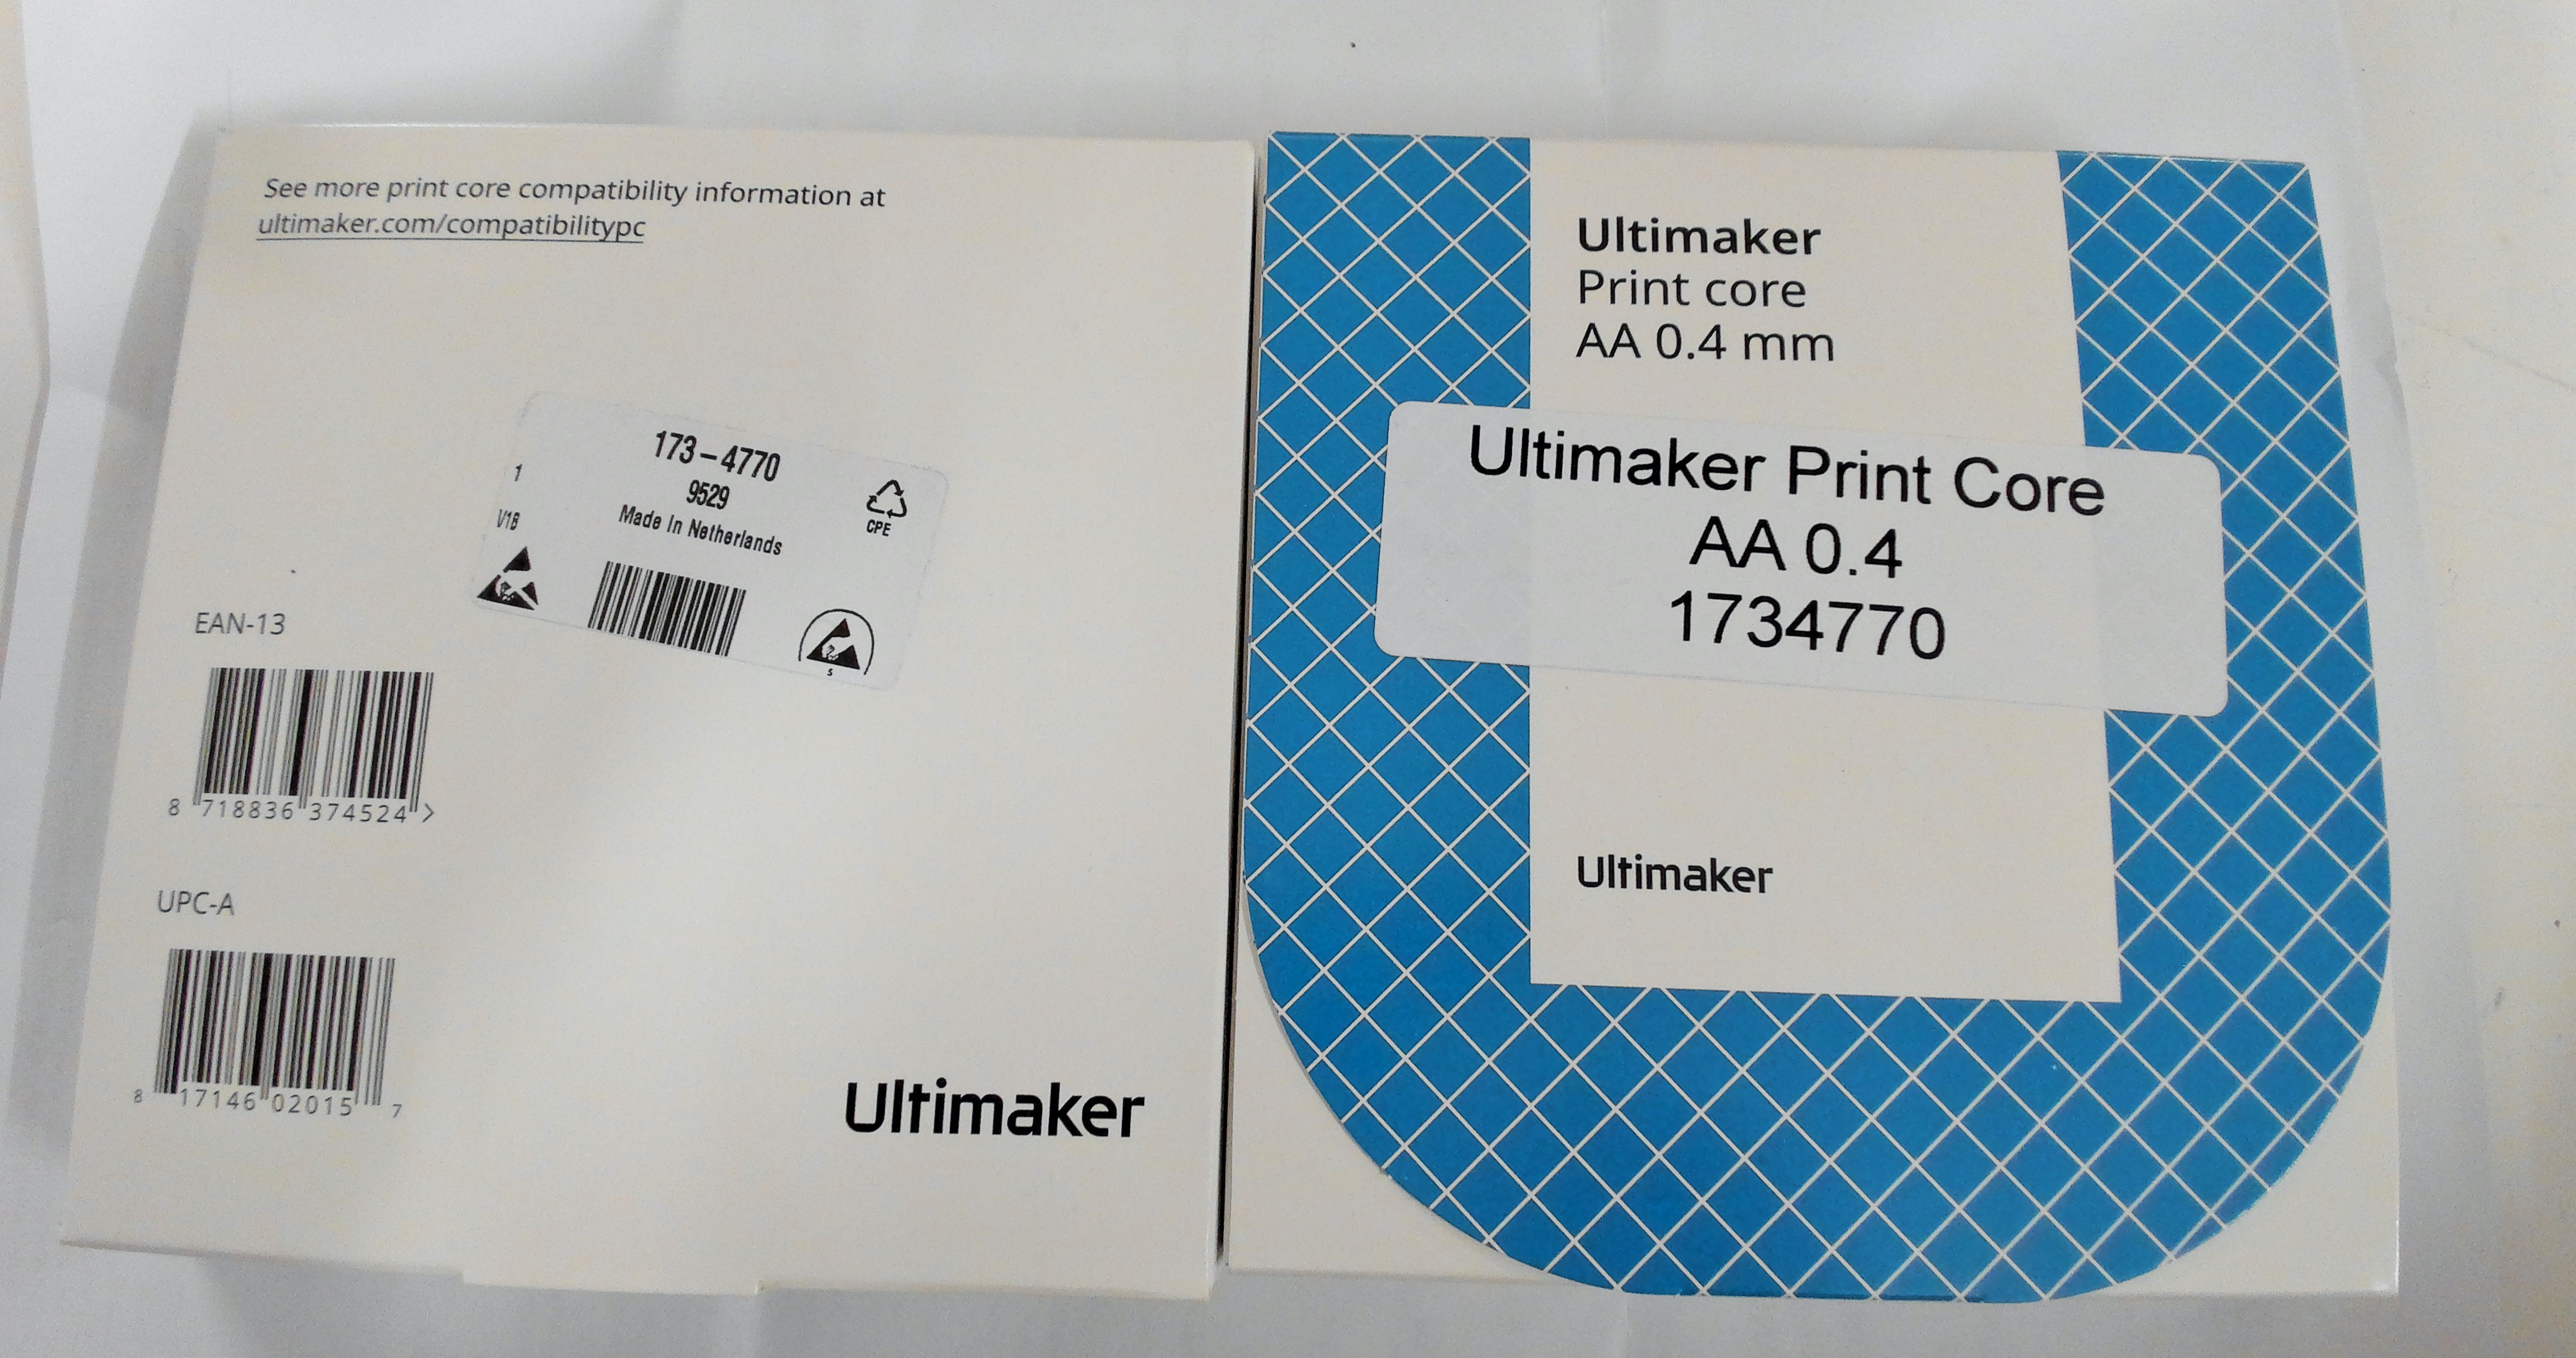 See more print core compatibility information at
ultimaker.com/compatibilitypc
173-4770
9529
Made In Netherlands
1
V18
CPE
S
EAN-13
8 718836 374524 >
UPC-A
8 17146 02015 7
Ultimaker
Ultimaker
Print core
AA 0.4 mm
Ultimaker Print Core
AA 0.4
1734770
Ultimaker